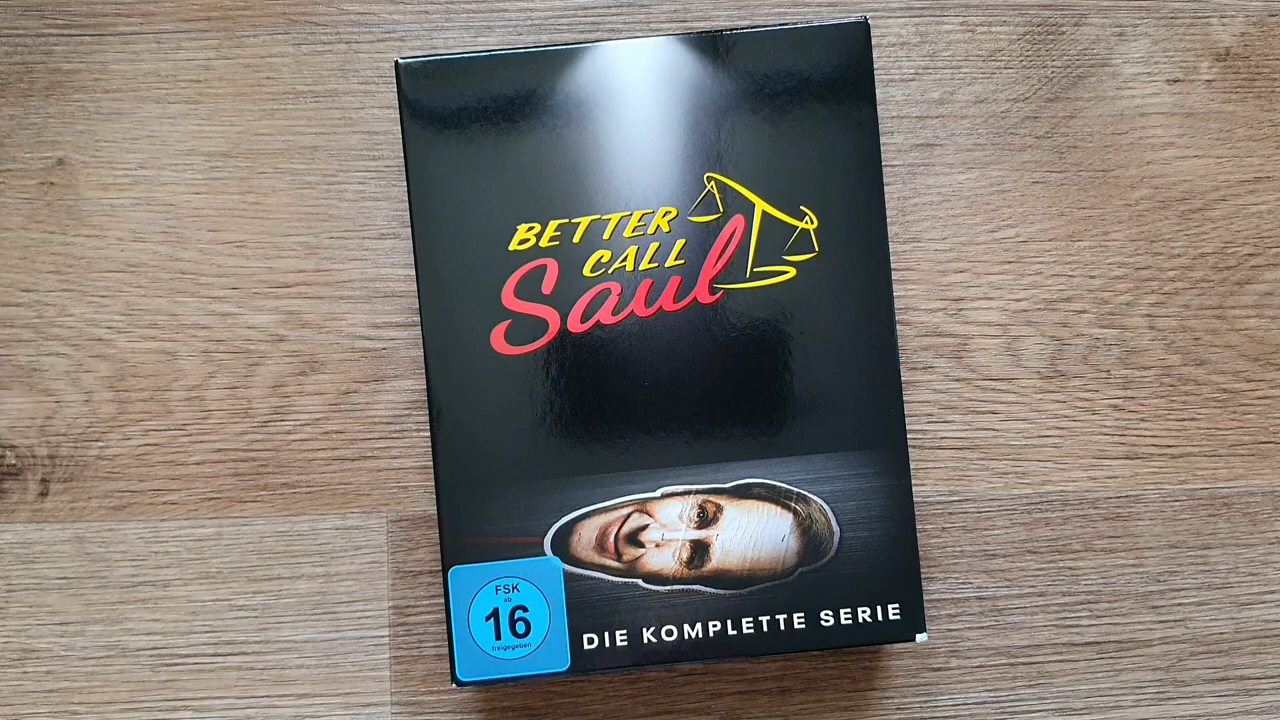 BETTER
CALL
Saul
FSK
ab
16
freigegeben
DIE KOMPLETTE SERIE